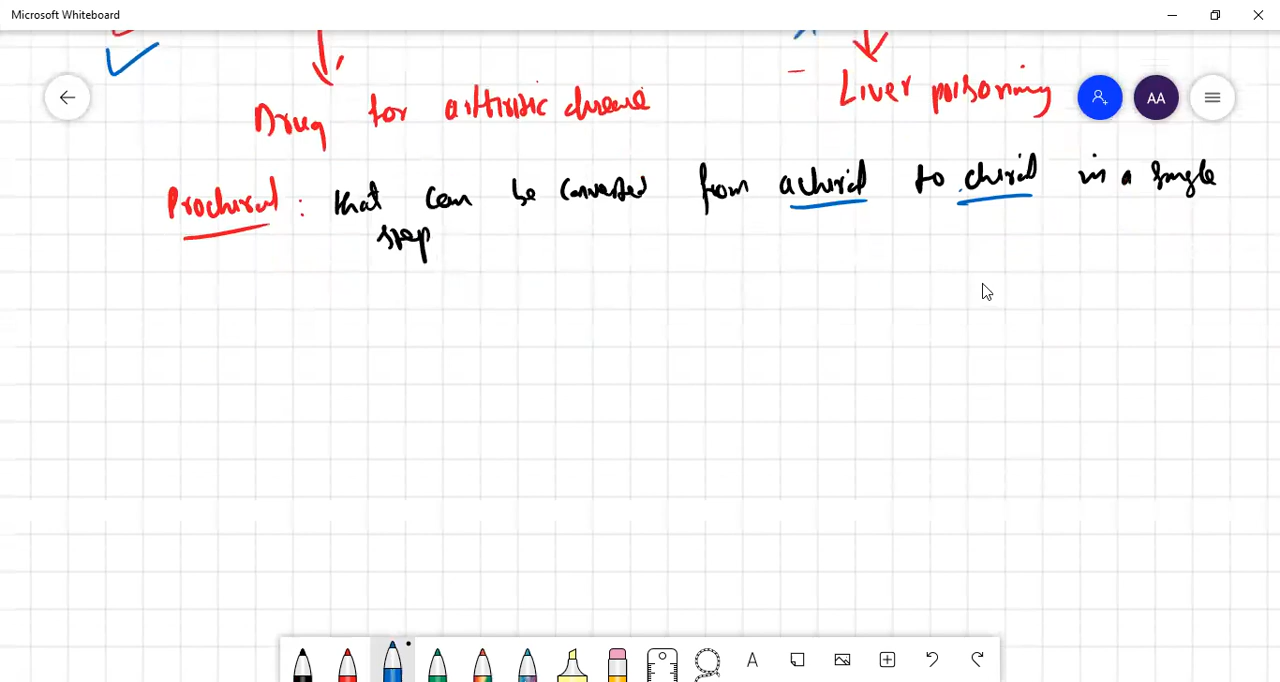 Microsoft Whiteboard
Drug for arthritic disease
Liver poisoning
AA
Prochiral : that can be converted from achiral to chiral in a single
step
A